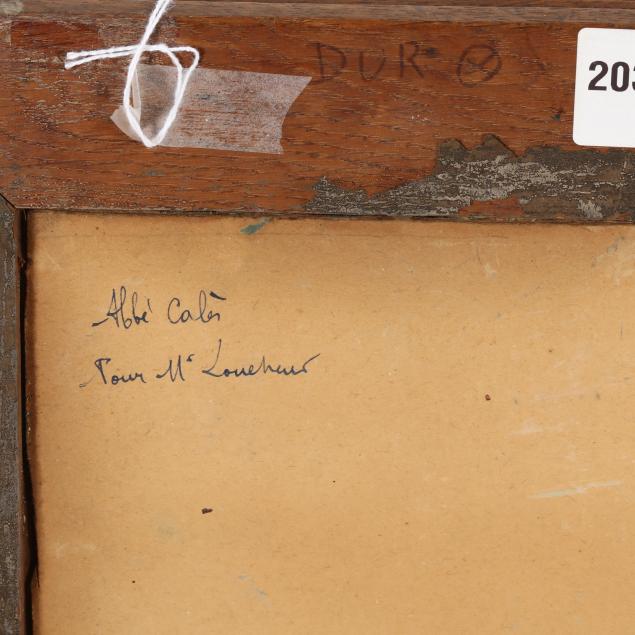 DUR
203
Abbé Calès
Pour Mr Loucheur